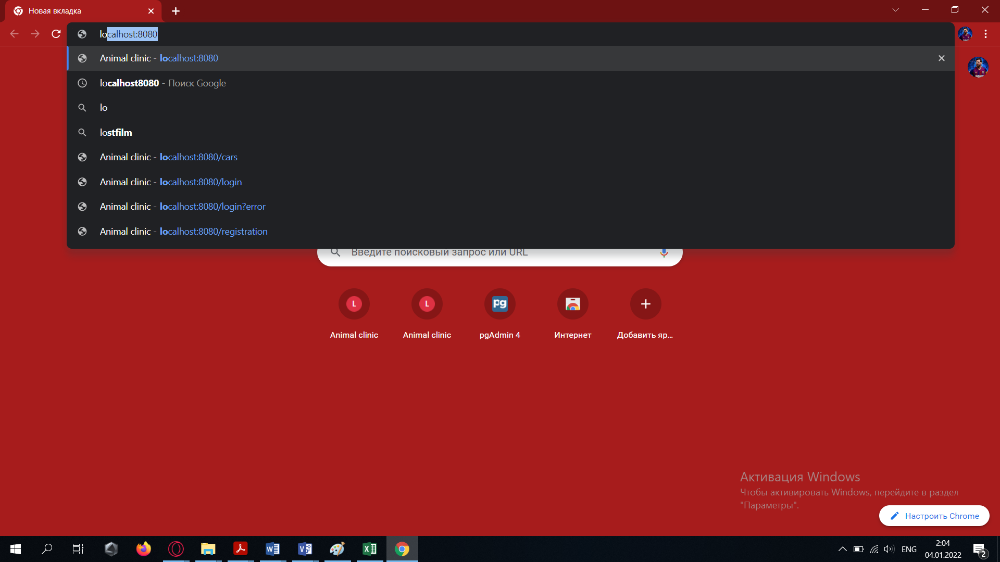 Новая вкладка
localhost:8080
Animal clinic - localhost:8080
localhost8080 - Поиск Google
lo
lostfilm
Animal clinic - localhost:8080/cars
Animal clinic - localhost:8080/login
Animal clinic - localhost:8080/login?error
Animal clinic - localhost:8080/registration
Введите поисковый запрос или URL
L
L
pg
Animal clinic
Animal clinic
pgAdmin 4
Интернет
Добавить яр...
Активация Windows
Чтобы активировать Windows, перейдите в раздел
"Параметры".
Настроить Chrome
ENG
2:04
04.01.2022
2